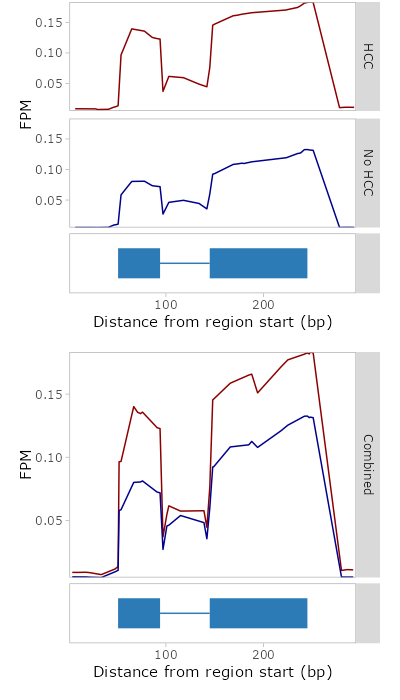 0.15
0.10
0.05
HCC
FPM
0.15
0.10
0.05
No HCC
100 200
Distance from region start (bp)
0.15
0.10
0.05
FPM
Combined
100 200
Distance from region start (bp)